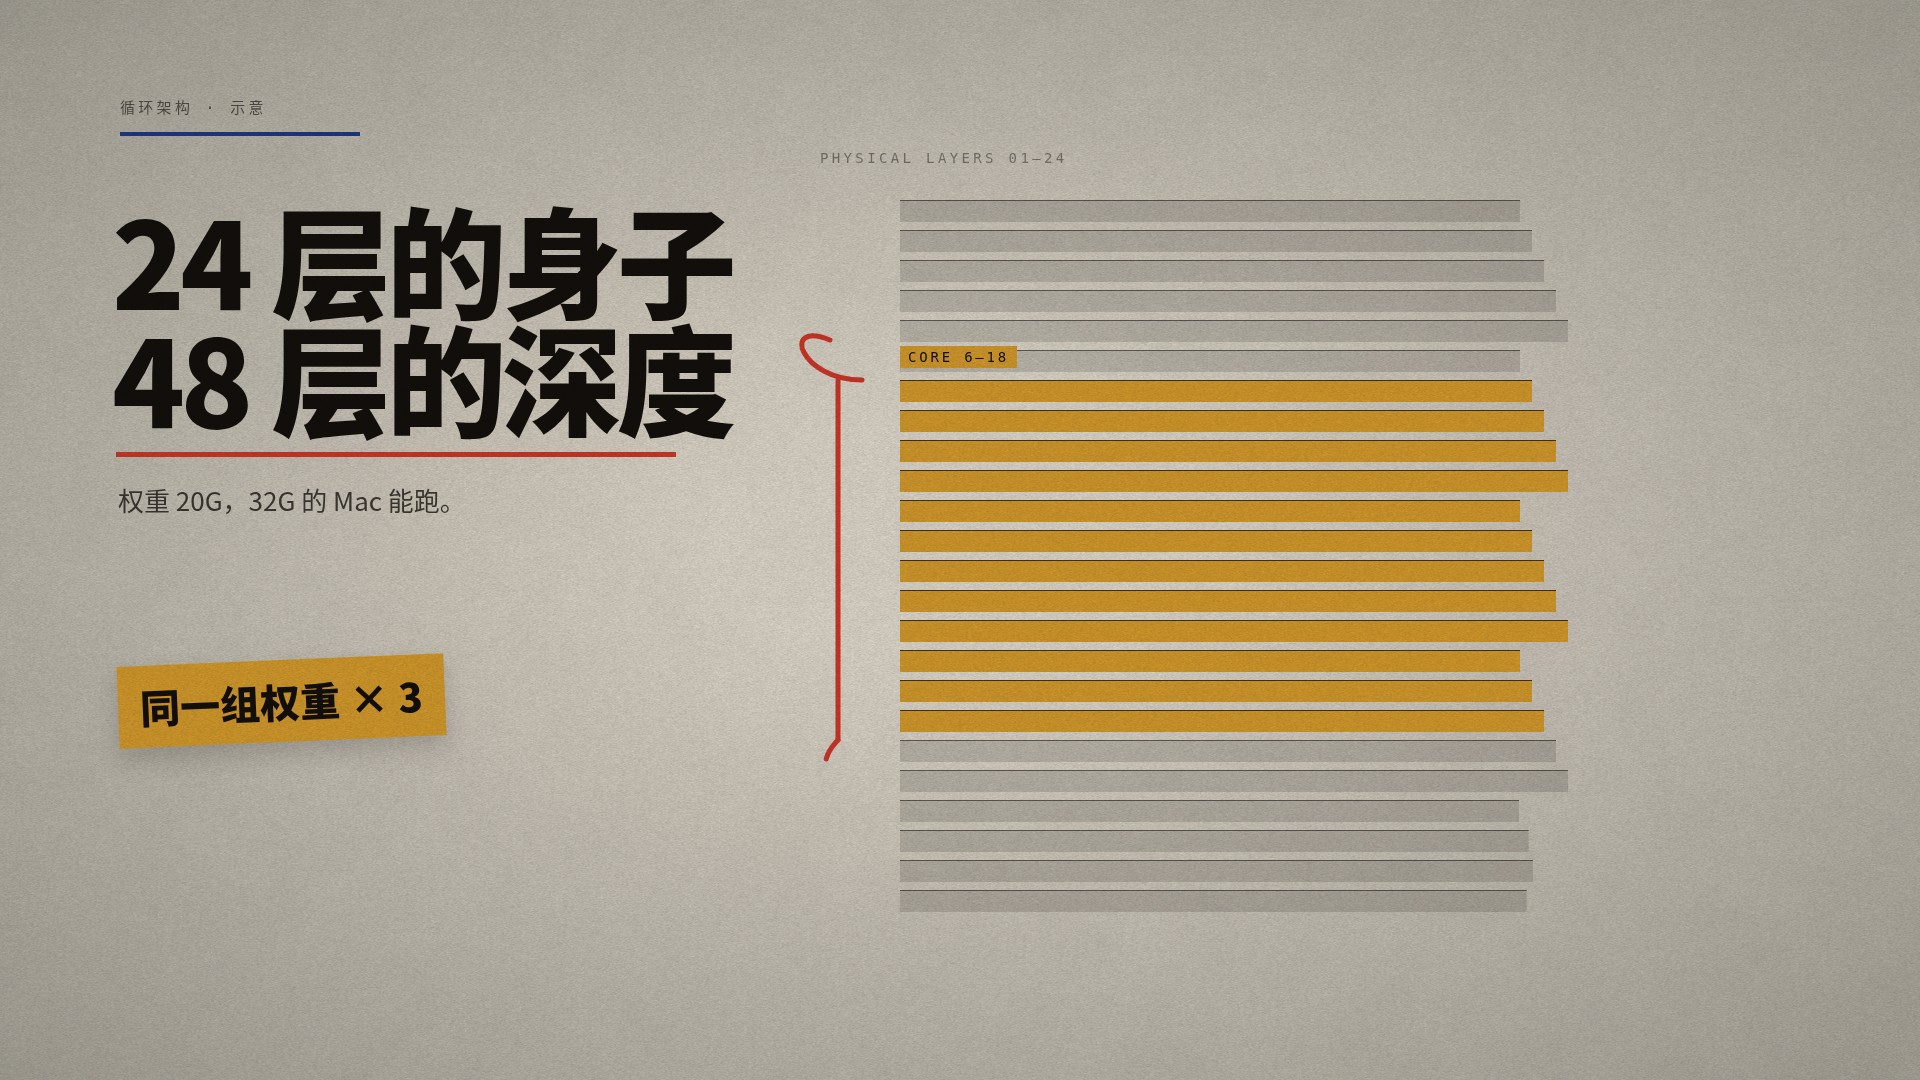 循环架构 · 示意
PHYSICAL LAYERS 01—24
24 层的身子
48 层的深度
权重 20G，32G 的 Mac 能跑。
CORE 6—18
同一组权重 × 3